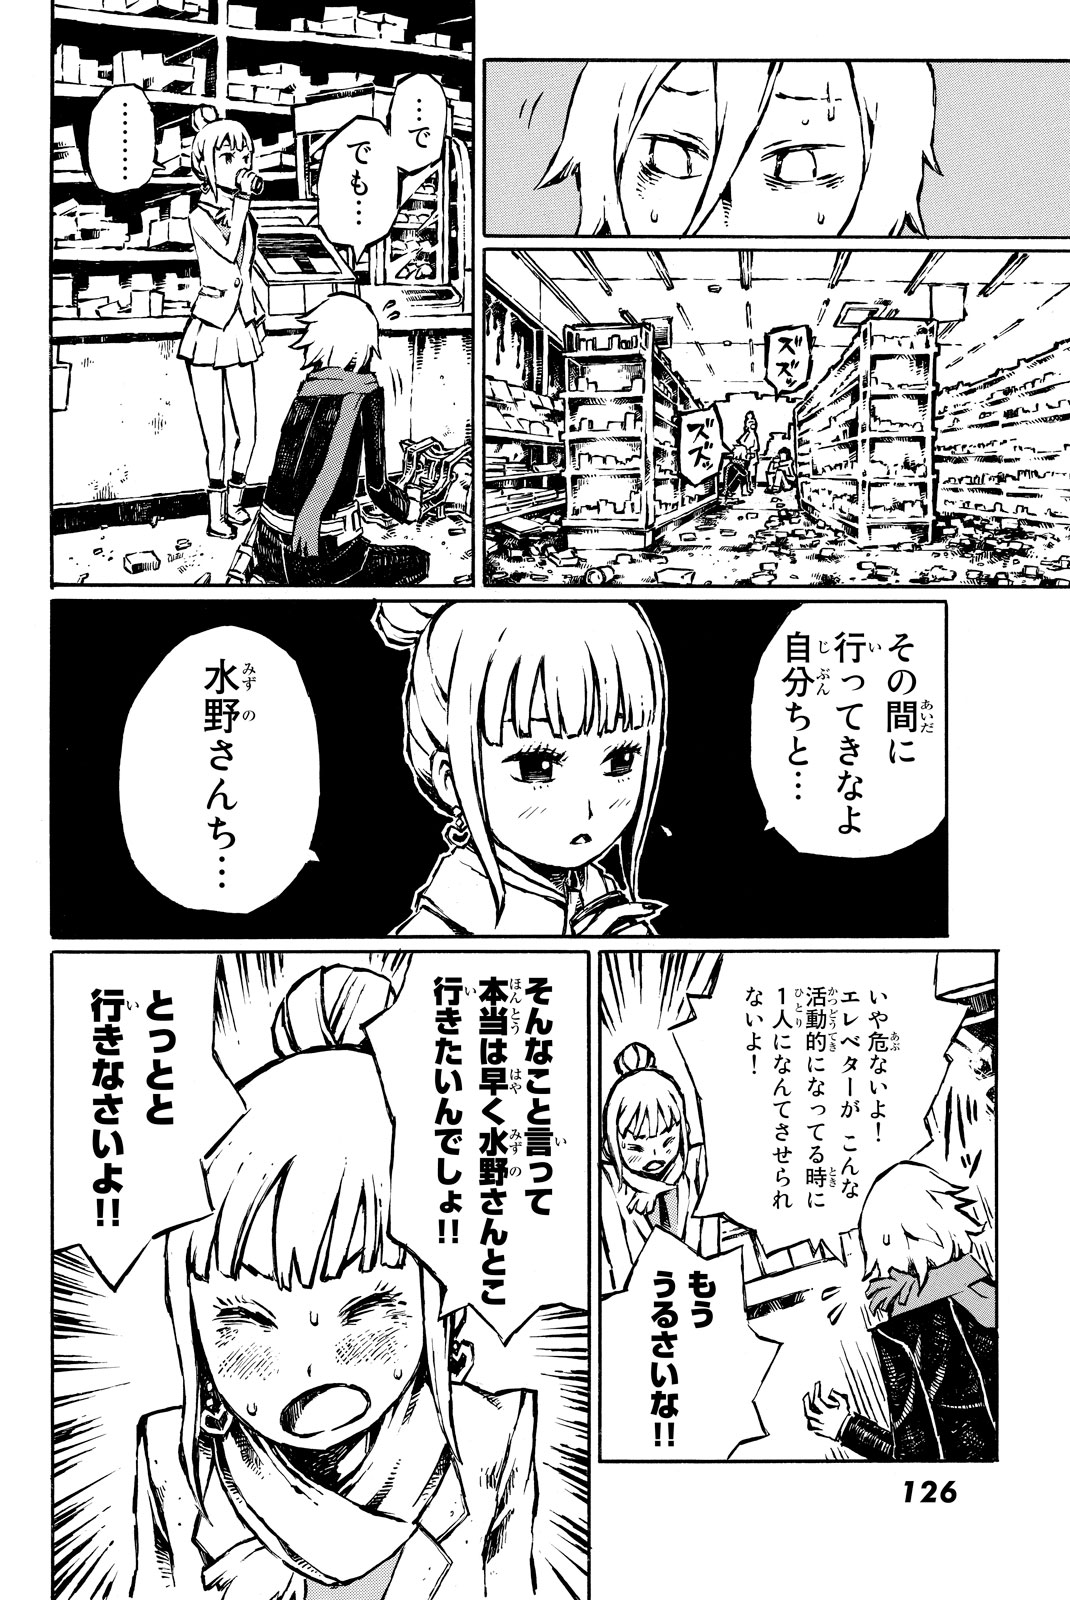 ズズッ
ズズッ
…で
でも…
………
その間に
行ってきなよ
自分ちと…
水野さんち…
いや危ないよ！
エレベターがこんな
活動的になってる時に
１人になんてさせられ
ないよ！
もう
うるさいな!!
そんなこと言って
本当は早く水野さんとこ
行きたいんでしょ!!
とっとと
行きなさいよ!!
126